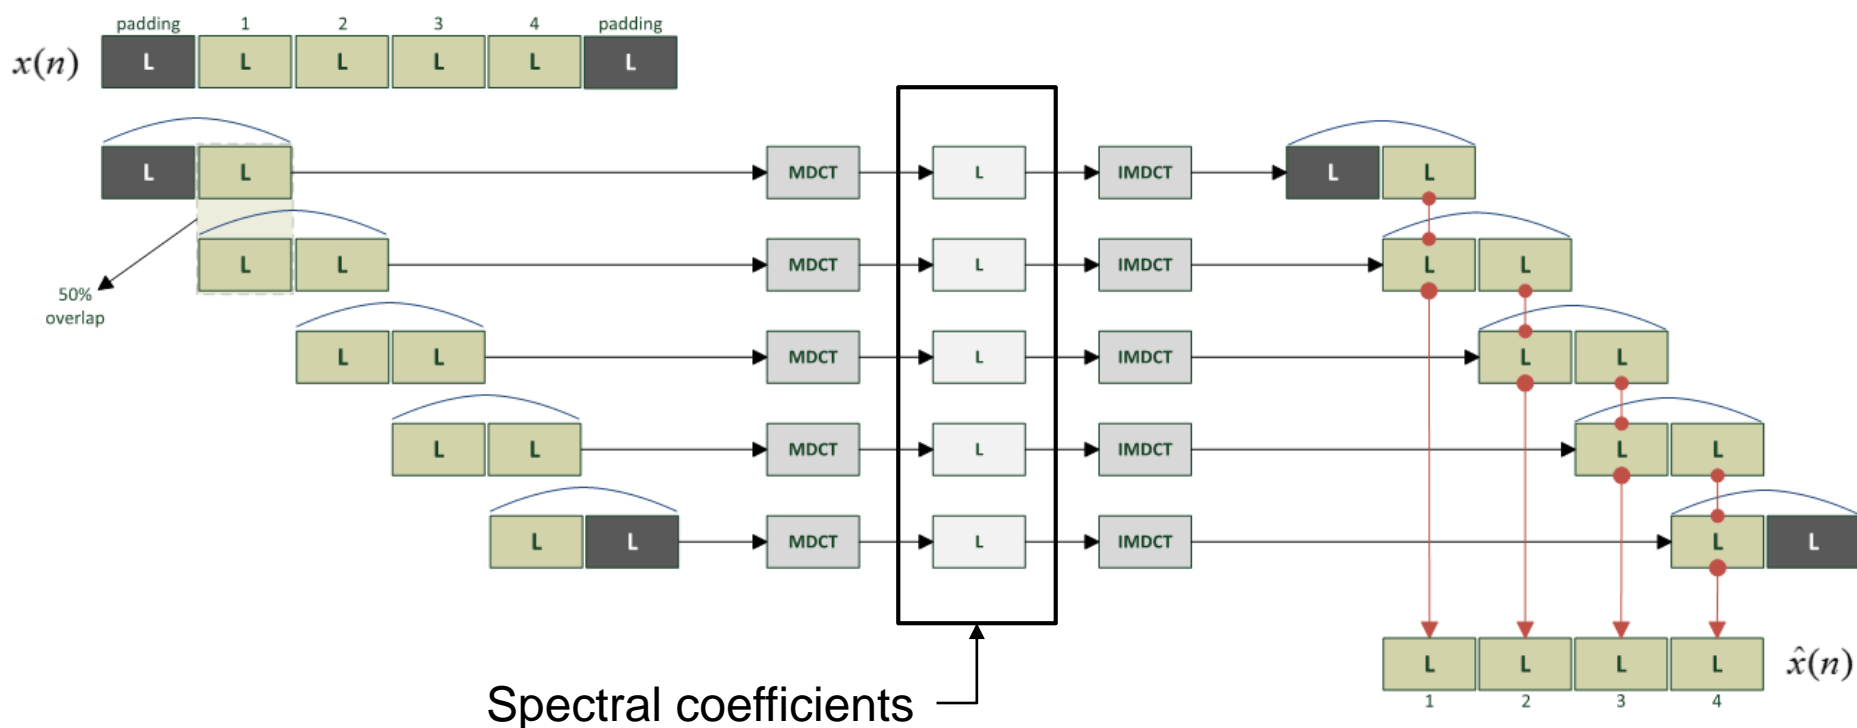 padding 1 2 3 4 padding
x(n) L L L L L L
L L MDCT L IMDCT L L
L L MDCT L IMDCT L L
50%
overlap
L L MDCT L IMDCT L L
L L MDCT L IMDCT L L
L L MDCT L IMDCT L L
L L L L x̂(n)
1 2 3 4
Spectral coefficients